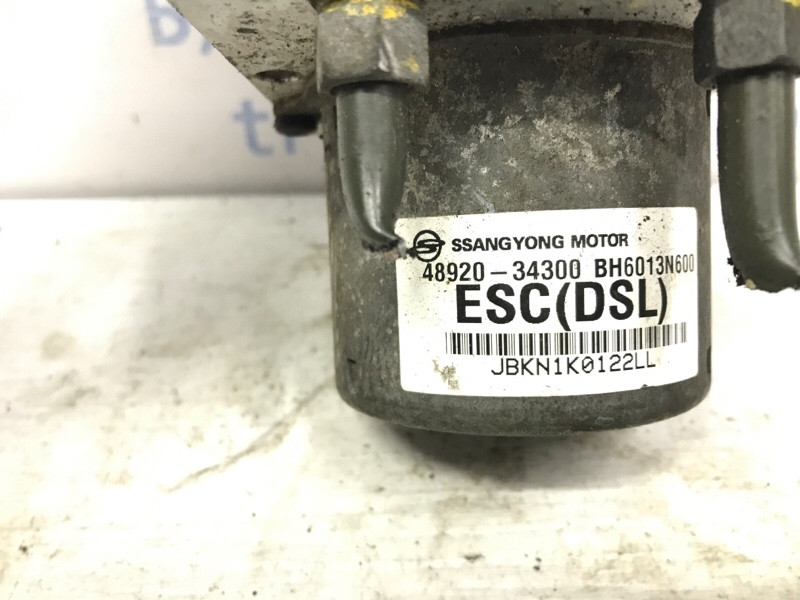 SSANGYONG MOTOR
48920-34300 BH6013N600
ESC(DSL)
JBKN1K0122LL